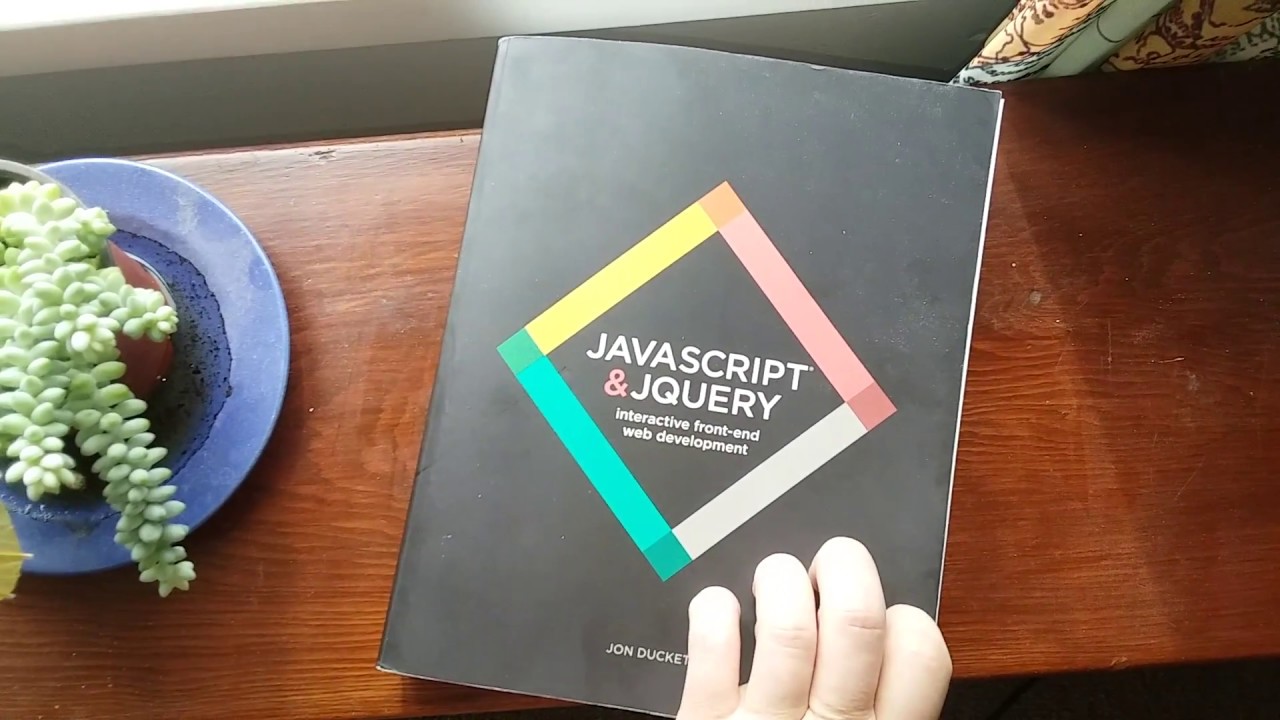 JAVASCRIPT
&JQUERY
interactive front-end
web development
JON DUCKET